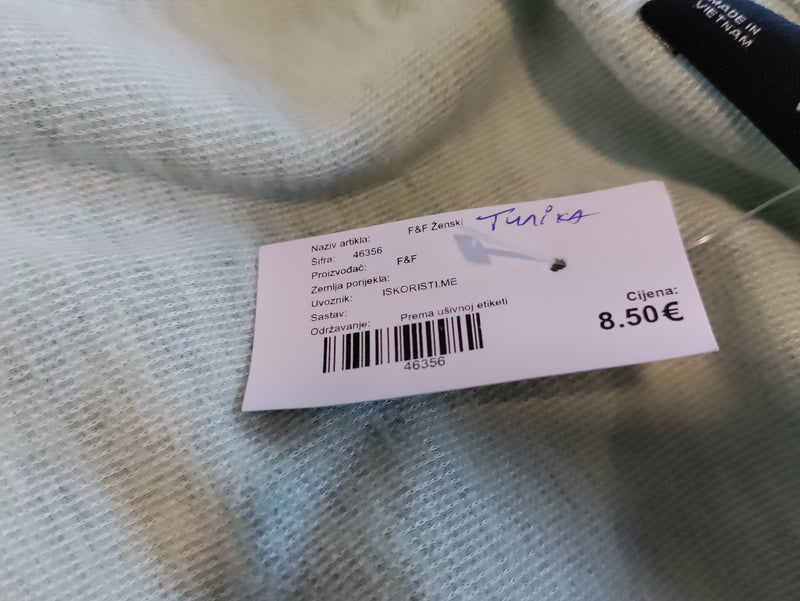 MADE IN
VIETNAM
Naziv artikla: F&F Ženski Tunika
Šifra: 46356
Proizvođač: F&F
Zemlja porijekla:
Uvoznik: ISKORISTI.ME
Sastav:
Održavanje: Prema ušivnoj etiketi
46356
Cijena:
8.50€